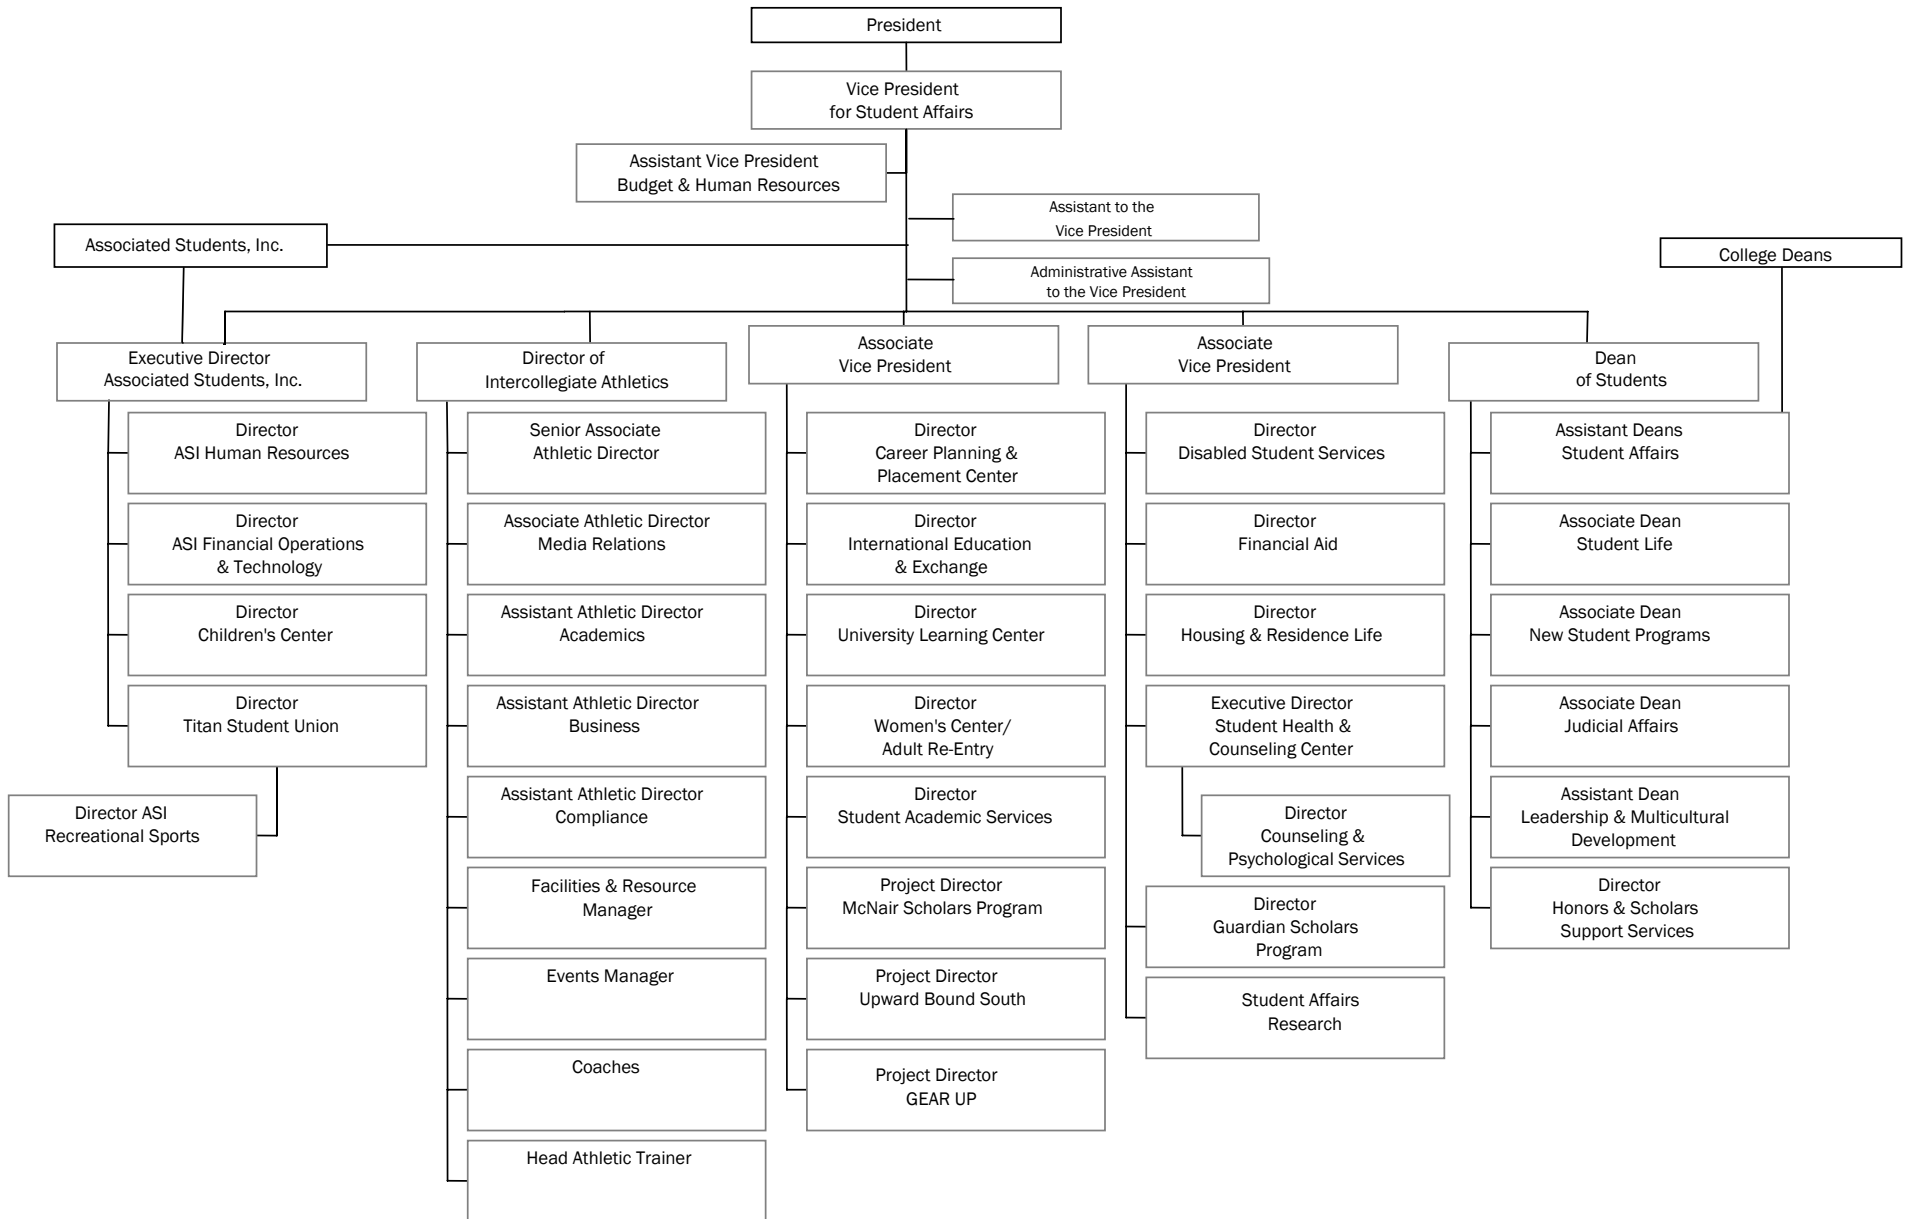 President
Vice President
for Student Affairs
Assistant Vice President
Budget & Human Resources
Assistant to the
Vice President
Associated Students, Inc.
College Deans
Administrative Assistant
to the Vice President
Executive Director
Associated Students, Inc.
Director
ASI Human Resources
Director
ASI Financial Operations
& Technology
Director
Children's Center
Director
Titan Student Union
Director ASI
Recreational Sports
Director of
Intercollegiate Athletics
Senior Associate
Athletic Director
Associate Athletic Director
Media Relations
Assistant Athletic Director
Academics
Assistant Athletic Director
Business
Assistant Athletic Director
Compliance
Facilities & Resource
Manager
Events Manager
Coaches
Head Athletic Trainer
Associate
Vice President
Director
Career Planning &
Placement Center
Director
International Education
& Exchange
Director
University Learning Center
Director
Women's Center/
Adult Re-Entry
Director
Student Academic Services
Project Director
McNair Scholars Program
Project Director
Upward Bound South
Project Director
GEAR UP
Associate
Vice President
Director
Disabled Student Services
Director
Financial Aid
Director
Housing & Residence Life
Executive Director
Student Health &
Counseling Center
Director
Counseling &
Psychological Services
Director
Guardian Scholars
Program
Student Affairs
Research
Dean
of Students
Assistant Deans
Student Affairs
Associate Dean
Student Life
Associate Dean
New Student Programs
Associate Dean
Judicial Affairs
Assistant Dean
Leadership & Multicultural
Development
Director
Honors & Scholars
Support Services